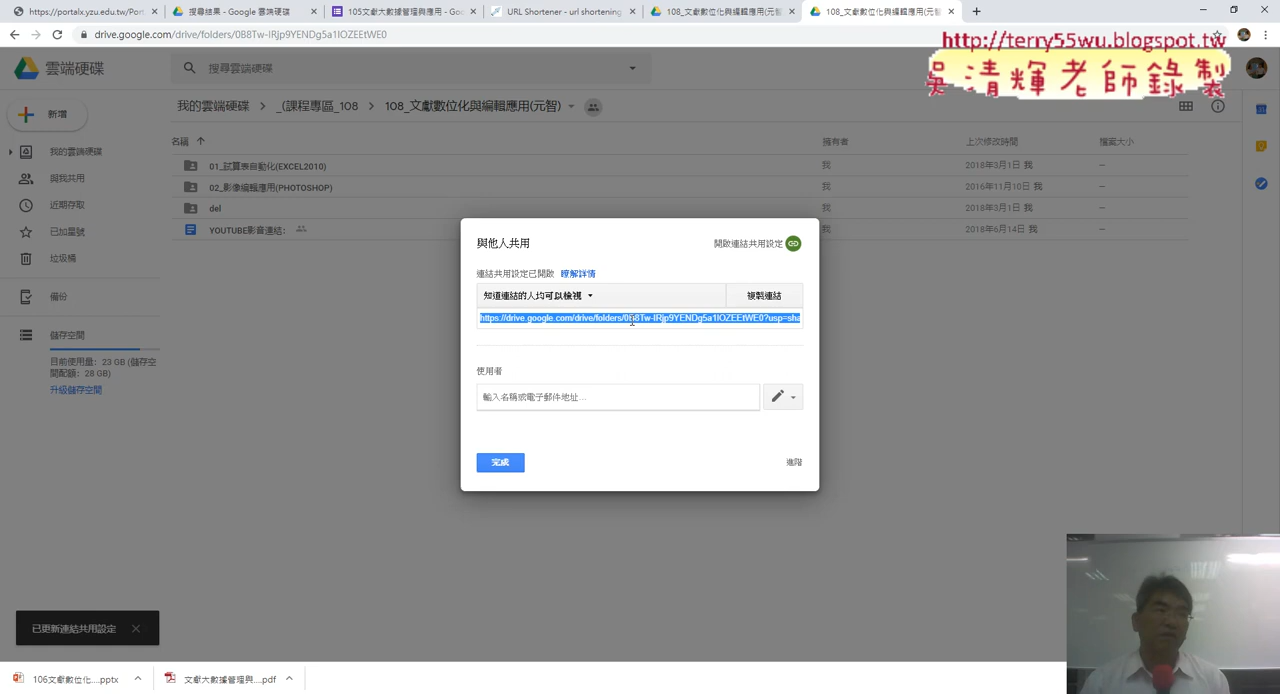 https://portalx.yzu.edu.tw/Port
搜尋結果 - Google 雲端硬碟
105文獻大數據管理與應用 - Goo
URL Shortener - url shortening
108_文獻數位化與編輯應用(元智
108_文獻數位化與編輯應用(元智
drive.google.com/drive/folders/0B8Tw-IRjp9YENDg5a1lOZEEtWE0
http://terry55wu.blogspot.tw
吳清輝老師錄製
雲端硬碟
搜尋雲端硬碟
新增
我的雲端硬碟
_(課程專區_108
108_文獻數位化與編輯應用(元智)
名稱
擁有者
上次修改時間
檔案大小
我的雲端硬碟
與我共用
近期存取
已加星號
垃圾桶
備份
儲存空間
目前使用量：23 GB (儲存空
間配額：28 GB)
升級儲存空間
01_試算表自動化(EXCEL2010)
我
2018年3月1日 我
—
02_影像編輯應用(PHOTOSHOP)
我
2016年11月10日 我
—
del
我
2018年3月1日 我
—
YOUTUBE影音連結：
我
2018年6月14日 我
—
與他人共用
開啟連結共用設定
連結共用設定已開啟 瞭解詳情
知道連結的人均可以檢視
複製連結
https://drive.google.com/drive/folders/0B8Tw-IRjp9YENDg5a1lOZEEtWE0?usp=sha
使用者
輸入名稱或電子郵件地址...
完成
進階
已更新連結共用設定
106文獻數位化....pptx
文獻大數據管理與....pdf